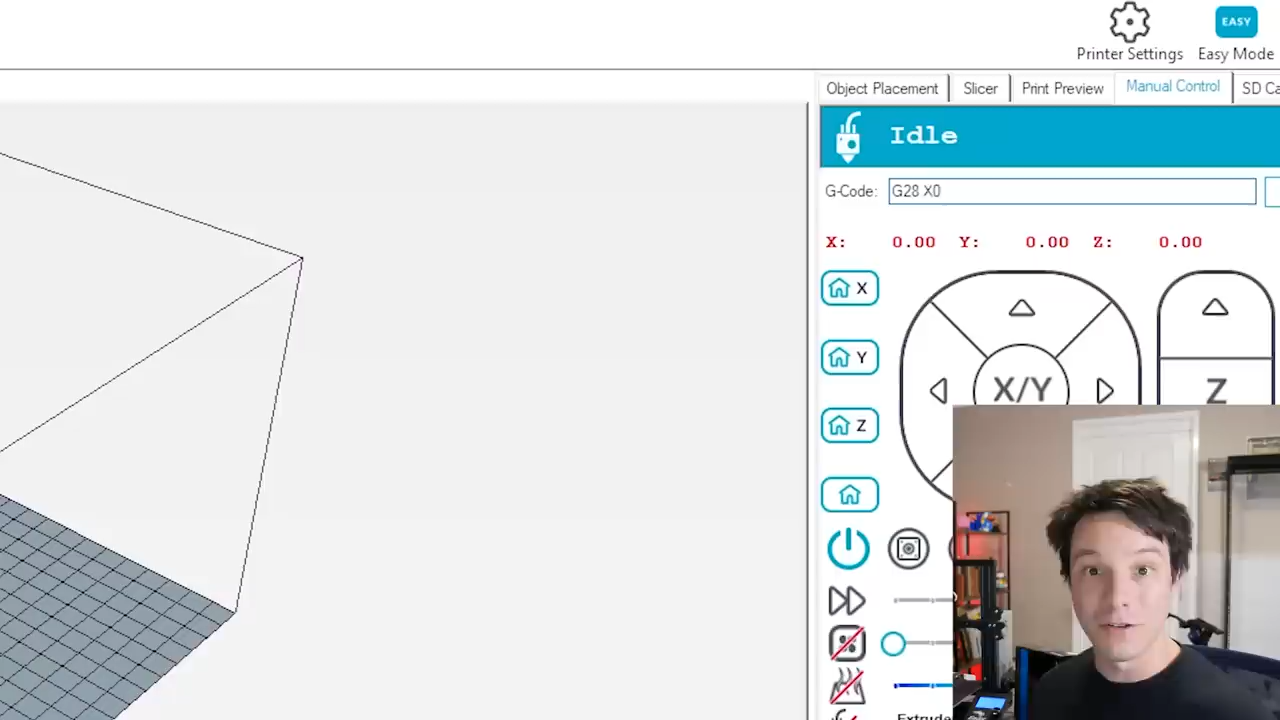 EASY
Printer Settings Easy Mode
Object Placement Slicer Print Preview Manual Control SD Ca
Idle
G-Code: G28 X0
X: 0.00 Y: 0.00 Z: 0.00
X
Y
X/Y Z
Z
Extrude